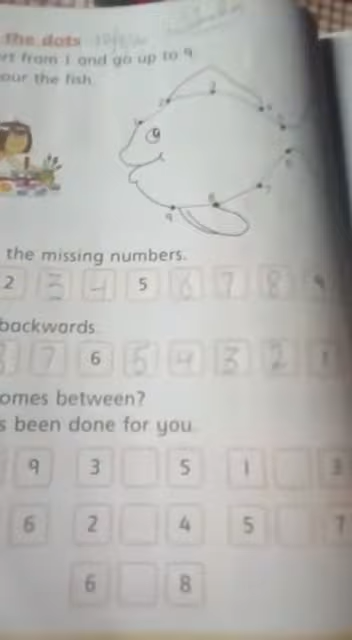 the dots
rt from 1 and go up to 9
our the fish.
the missing numbers.
2 3 4 5 6 7 8 9
backwards
7 6 5 4 3 2 1
omes between?
s been done for you.
9 3 5 1 3
6 2 4 5 7
6 8